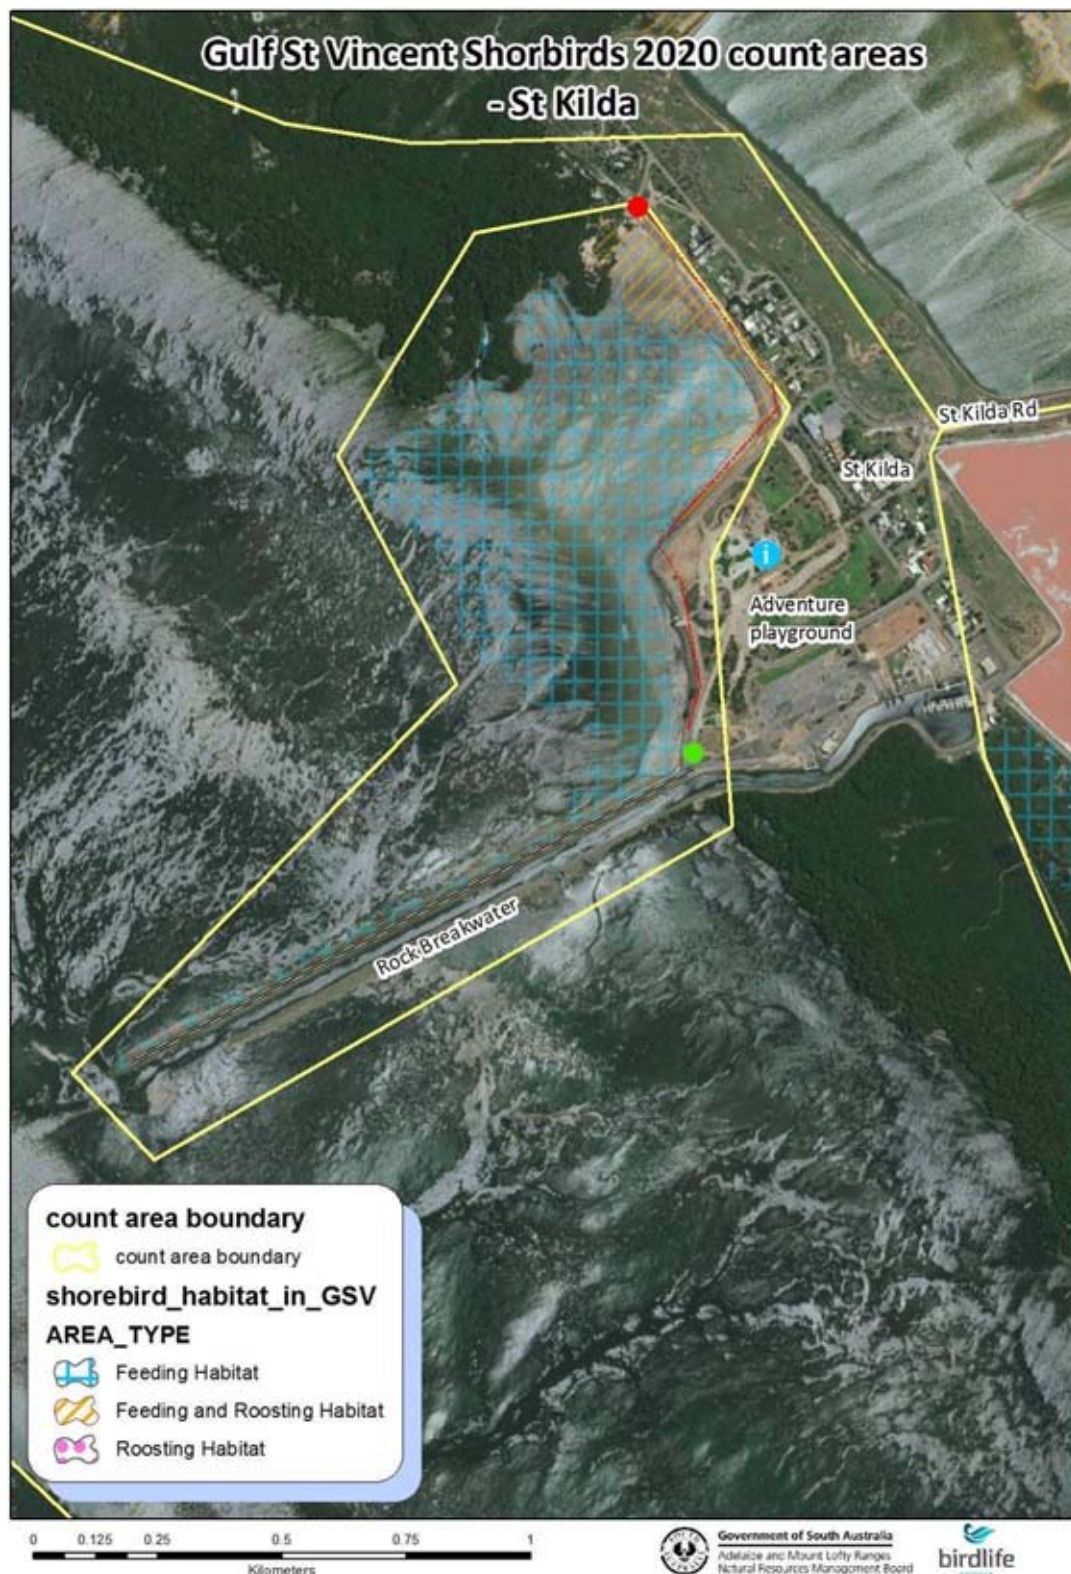 Gulf St Vincent Shorbirds 2020 count areas
- St Kilda
St Kilda Rd
St Kilda
i
Adventure
playground
Rock Breakwater
count area boundary
count area boundary
shorebird_habitat_in_GSV
AREA_TYPE
Feeding Habitat
Feeding and Roosting Habitat
Roosting Habitat
0 0.125 0.25 0.5 0.75 1
Kilometers
Government of South Australia
Adelaide and Mount Lofty Ranges
Natural Resources Management Board
birdlife